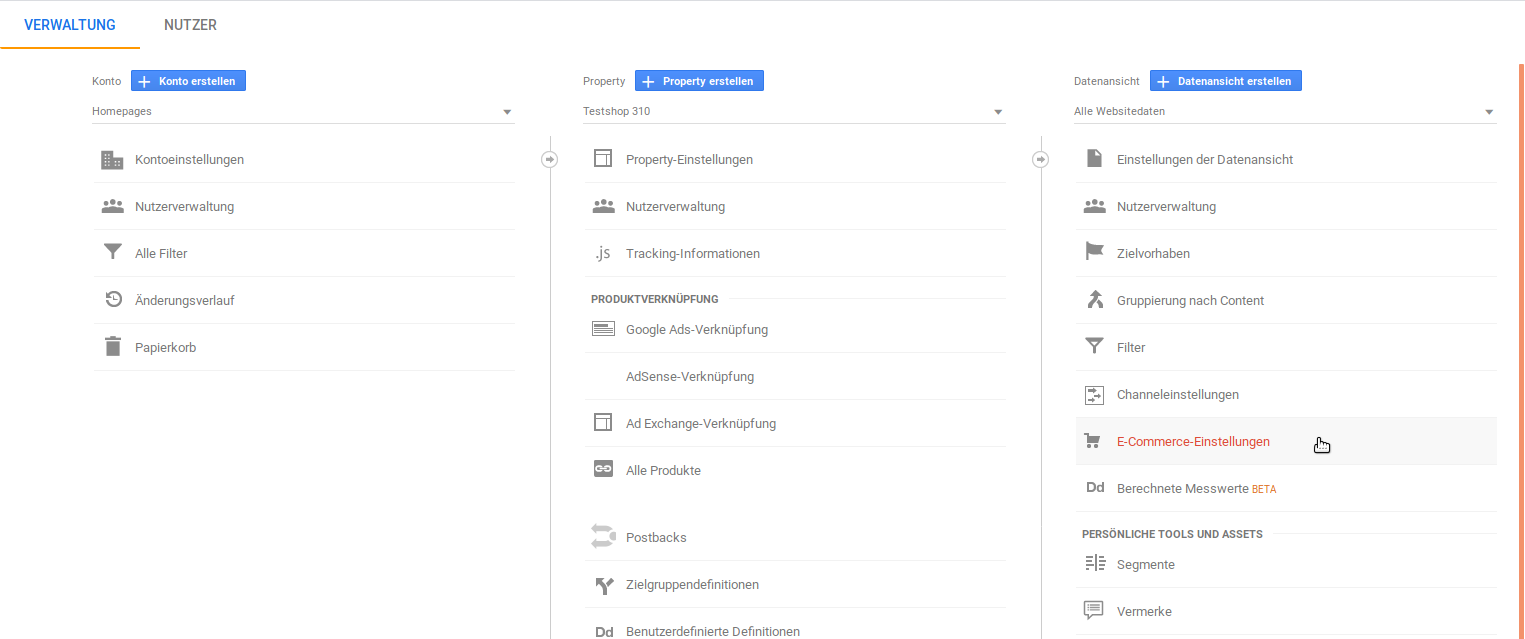 VERWALTUNG
NUTZER
Konto
Konto erstellen
Homepages
Kontoeinstellungen
Nutzerverwaltung
Alle Filter
Änderungsverlauf
Papierkorb
Property
Property erstellen
Testshop 310
Property-Einstellungen
Nutzerverwaltung
.js Tracking-Informationen
PRODUKTVERKNÜPFUNG
Google Ads-Verknüpfung
AdSense-Verknüpfung
Ad Exchange-Verknüpfung
Alle Produkte
Postbacks
Zielgruppendefinitionen
Dd Benutzerdefinierte Definitionen
Datenansicht
Datenansicht erstellen
Alle Websitedaten
Einstellungen der Datenansicht
Nutzerverwaltung
Zielvorhaben
Gruppierung nach Content
Filter
Channeleinstellungen
E-Commerce-Einstellungen
Dd Berechnete Messwerte BETA
PERSÖNLICHE TOOLS UND ASSETS
Segmente
Vermerke